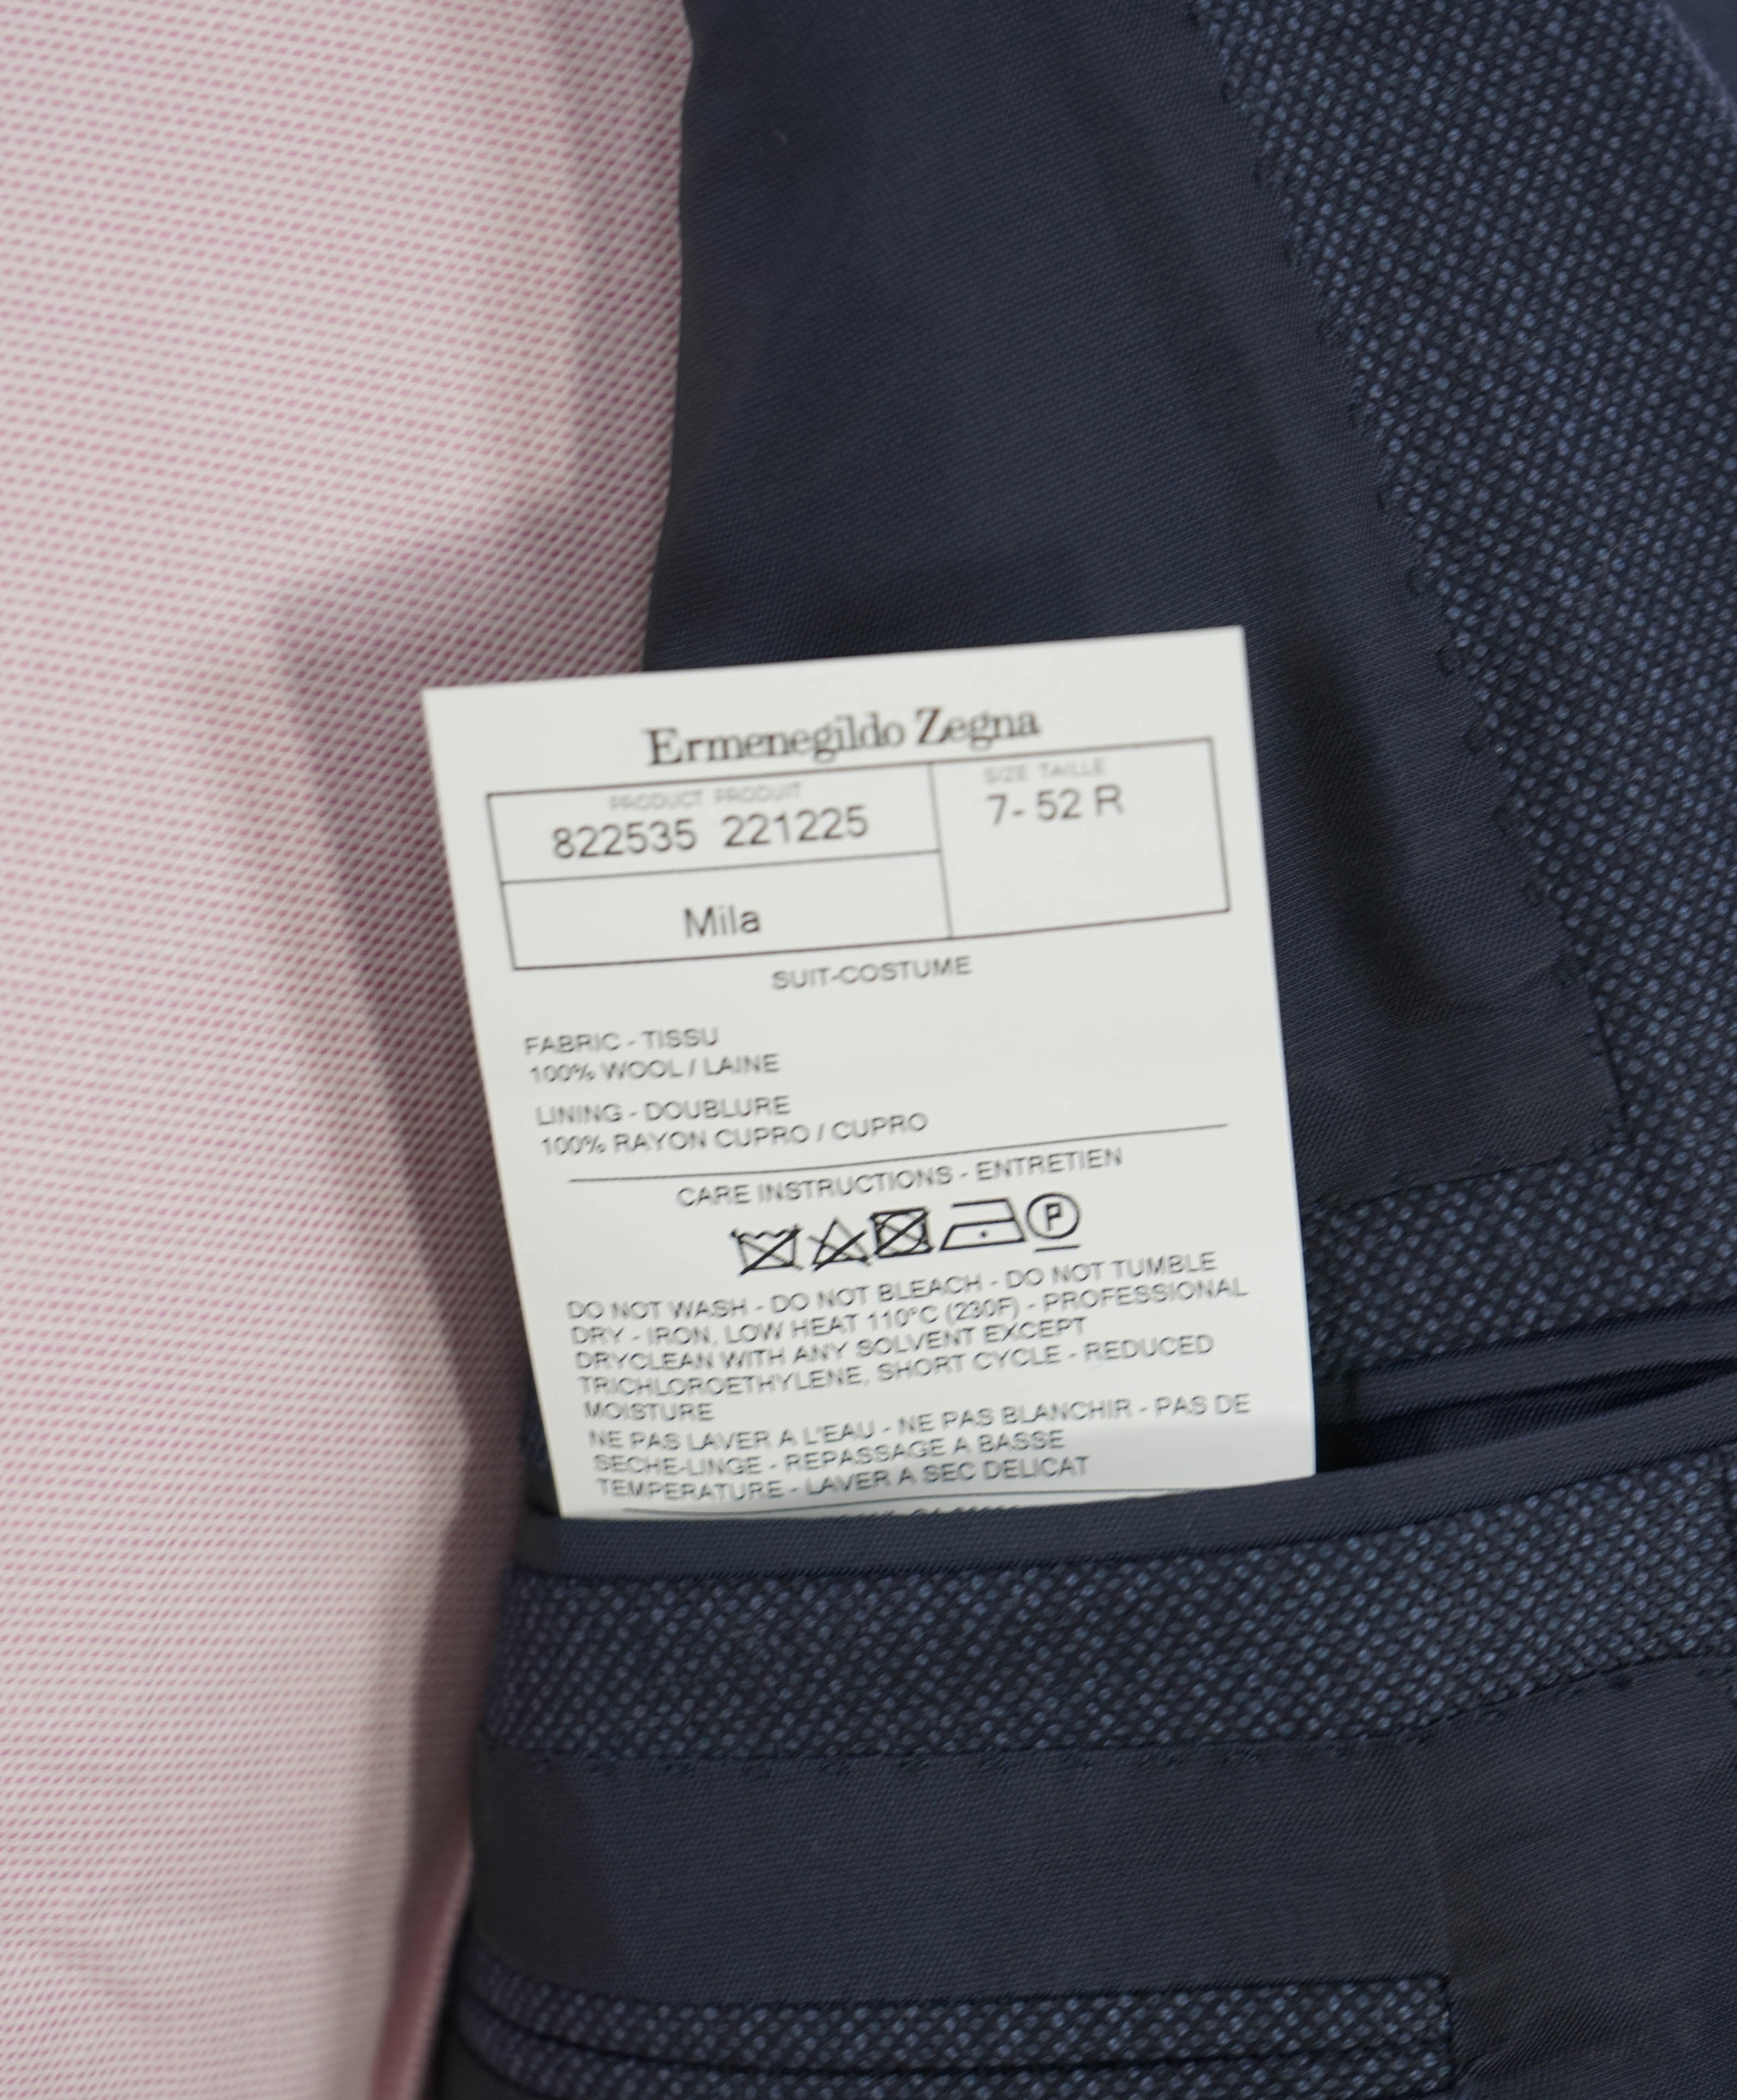 Ermenegildo Zegna
PRODUCT PRODUIT
822535 221225
SIZE TAILLE
7- 52 R
Mila
SUIT-COSTUME
FABRIC - TISSU
100% WOOL / LAINE
LINING - DOUBLURE
100% RAYON CUPRO / CUPRO
CARE INSTRUCTIONS - ENTRETIEN
P
DO NOT WASH - DO NOT BLEACH - DO NOT TUMBLE
DRY - IRON, LOW HEAT 110°C (230F) - PROFESSIONAL
DRYCLEAN WITH ANY SOLVENT EXCEPT
TRICHLOROETHYLENE, SHORT CYCLE - REDUCED
MOISTURE
NE PAS LAVER A L'EAU - NE PAS BLANCHIR - PAS DE
SECHE-LINGE - REPASSAGE A BASSE
TEMPERATURE - LAVER A SEC DELICAT